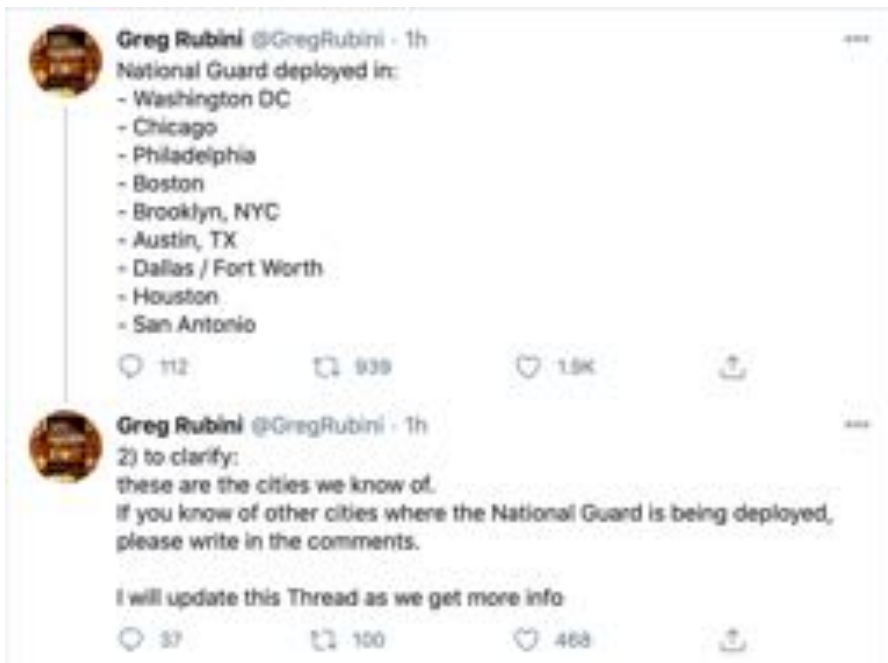 Greg Rubini @GregRubini · 1h
National Guard deployed in:
- Washington DC
- Chicago
- Philadelphia
- Boston
- Brooklyn, NYC
- Austin, TX
- Dallas / Fort Worth
- Houston
- San Antonio
112 939 1.9K
Greg Rubini @GregRubini · 1h
2) to clarify:
these are the cities we know of.
If you know of other cities where the National Guard is being deployed,
please write in the comments.
I will update this Thread as we get more info
37 100 468